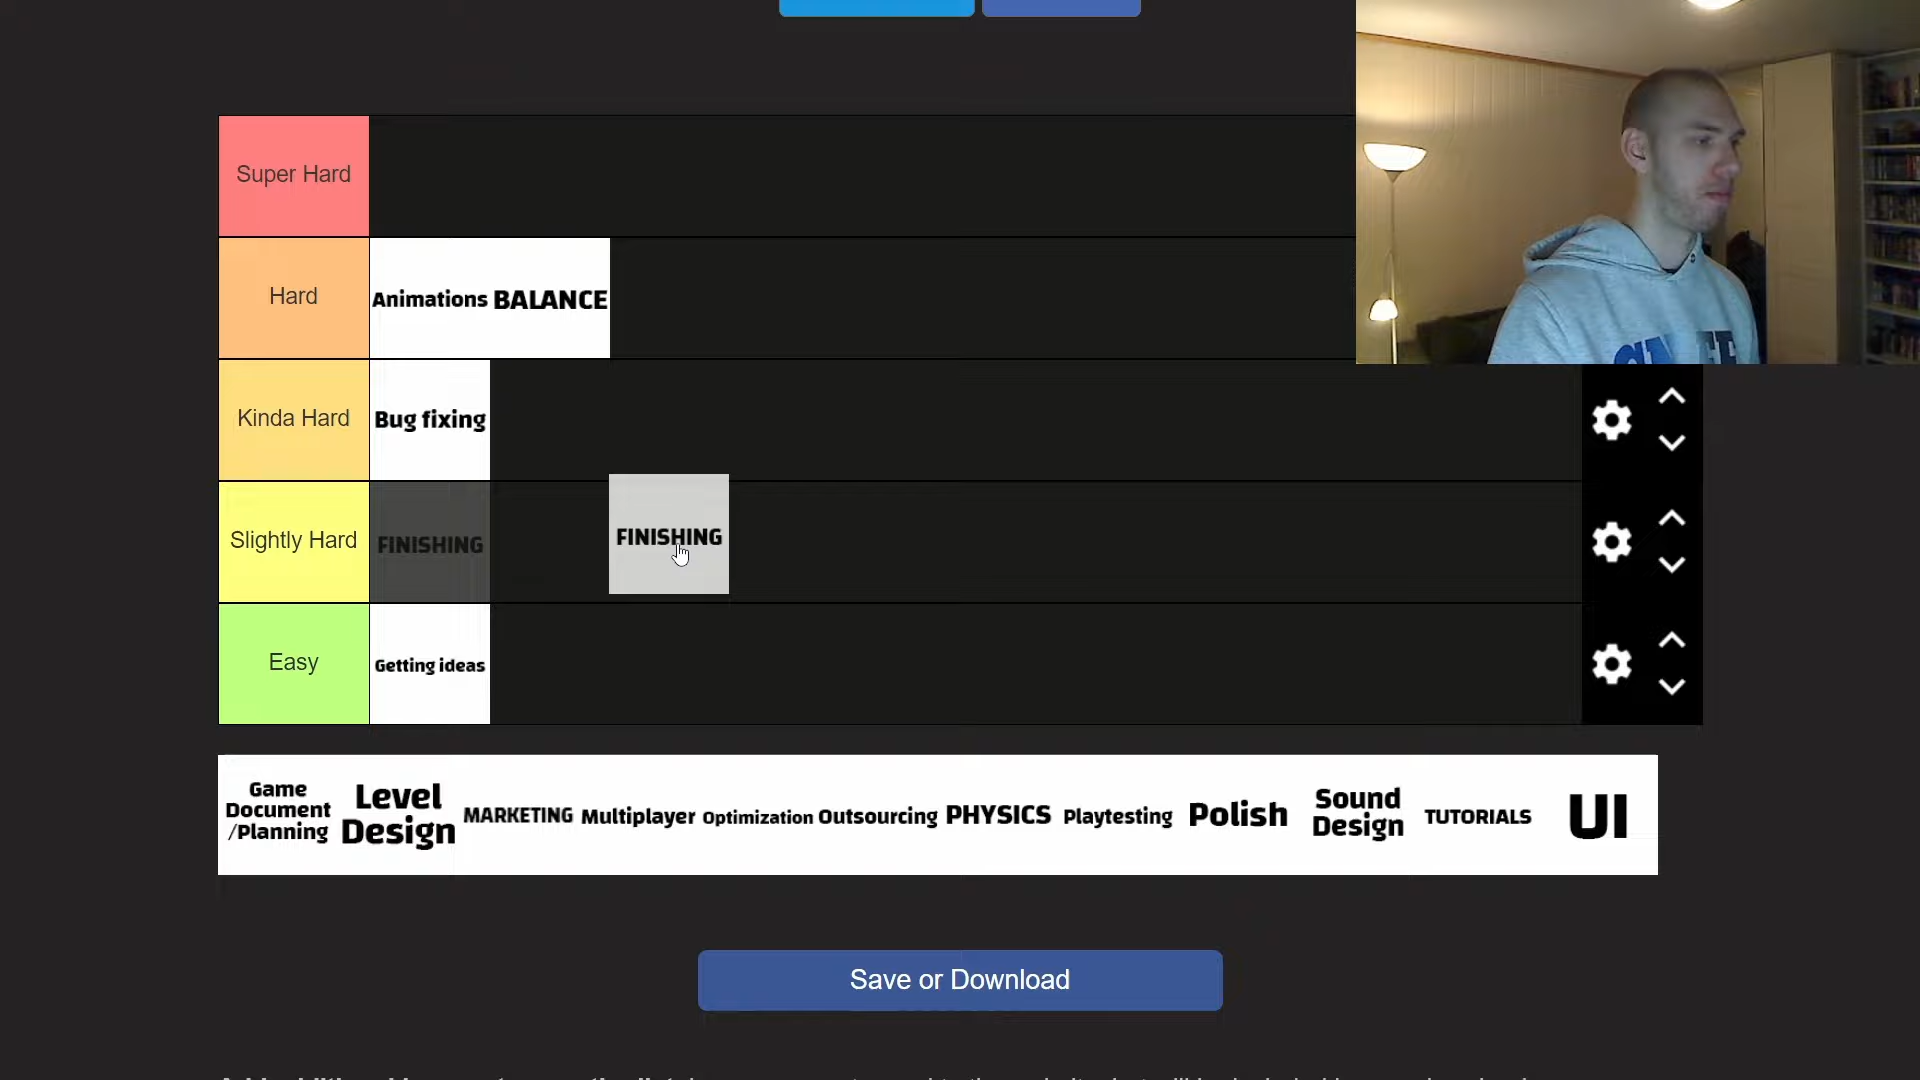 Super Hard
Hard
Animations
BALANCE
Kinda Hard
Bug fixing
Slightly Hard
FINISHING
FINISHING
Easy
Getting ideas
Game
Document
/Planning
Level
Design
MARKETING
Multiplayer
Optimization
Outsourcing
PHYSICS
Playtesting
Polish
Sound
Design
TUTORIALS
UI
Save or Download